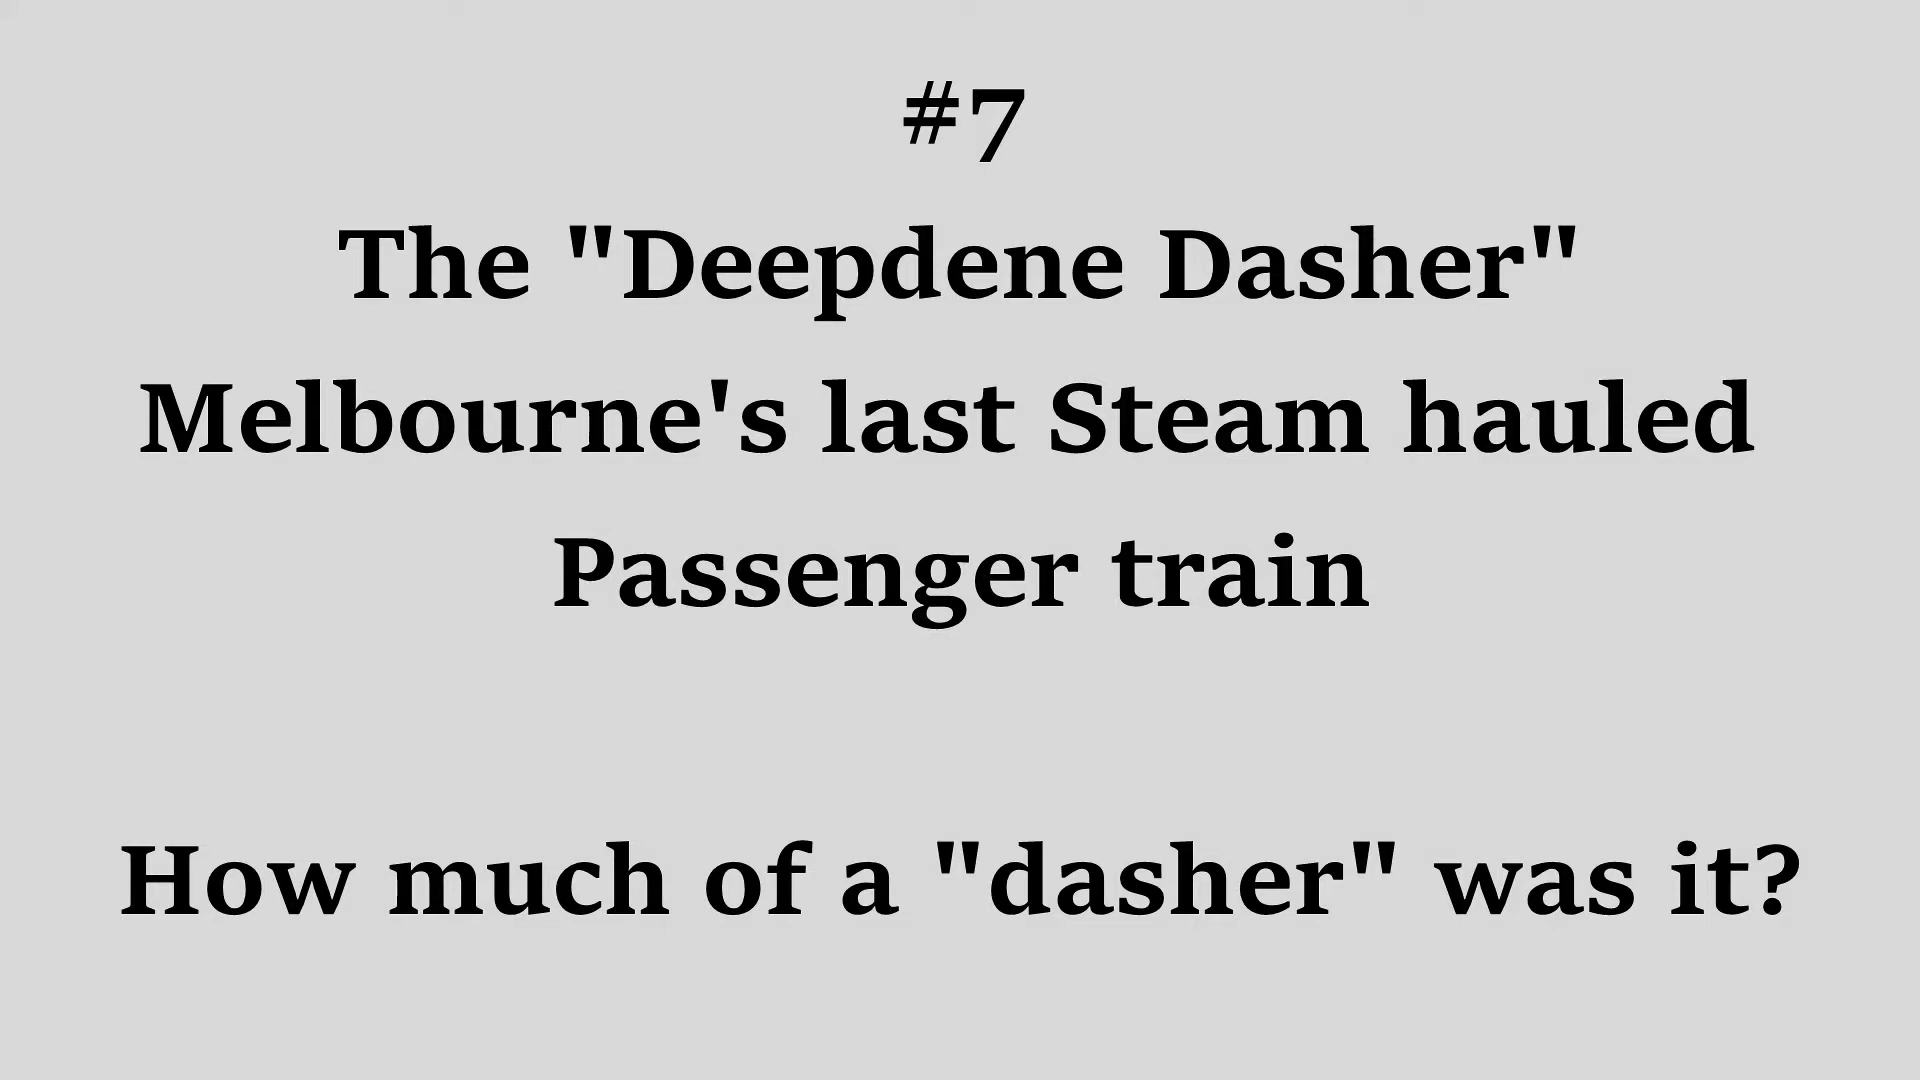 #7
The "Deepdene Dasher"
Melbourne's last Steam hauled
Passenger train
How much of a "dasher" was it?